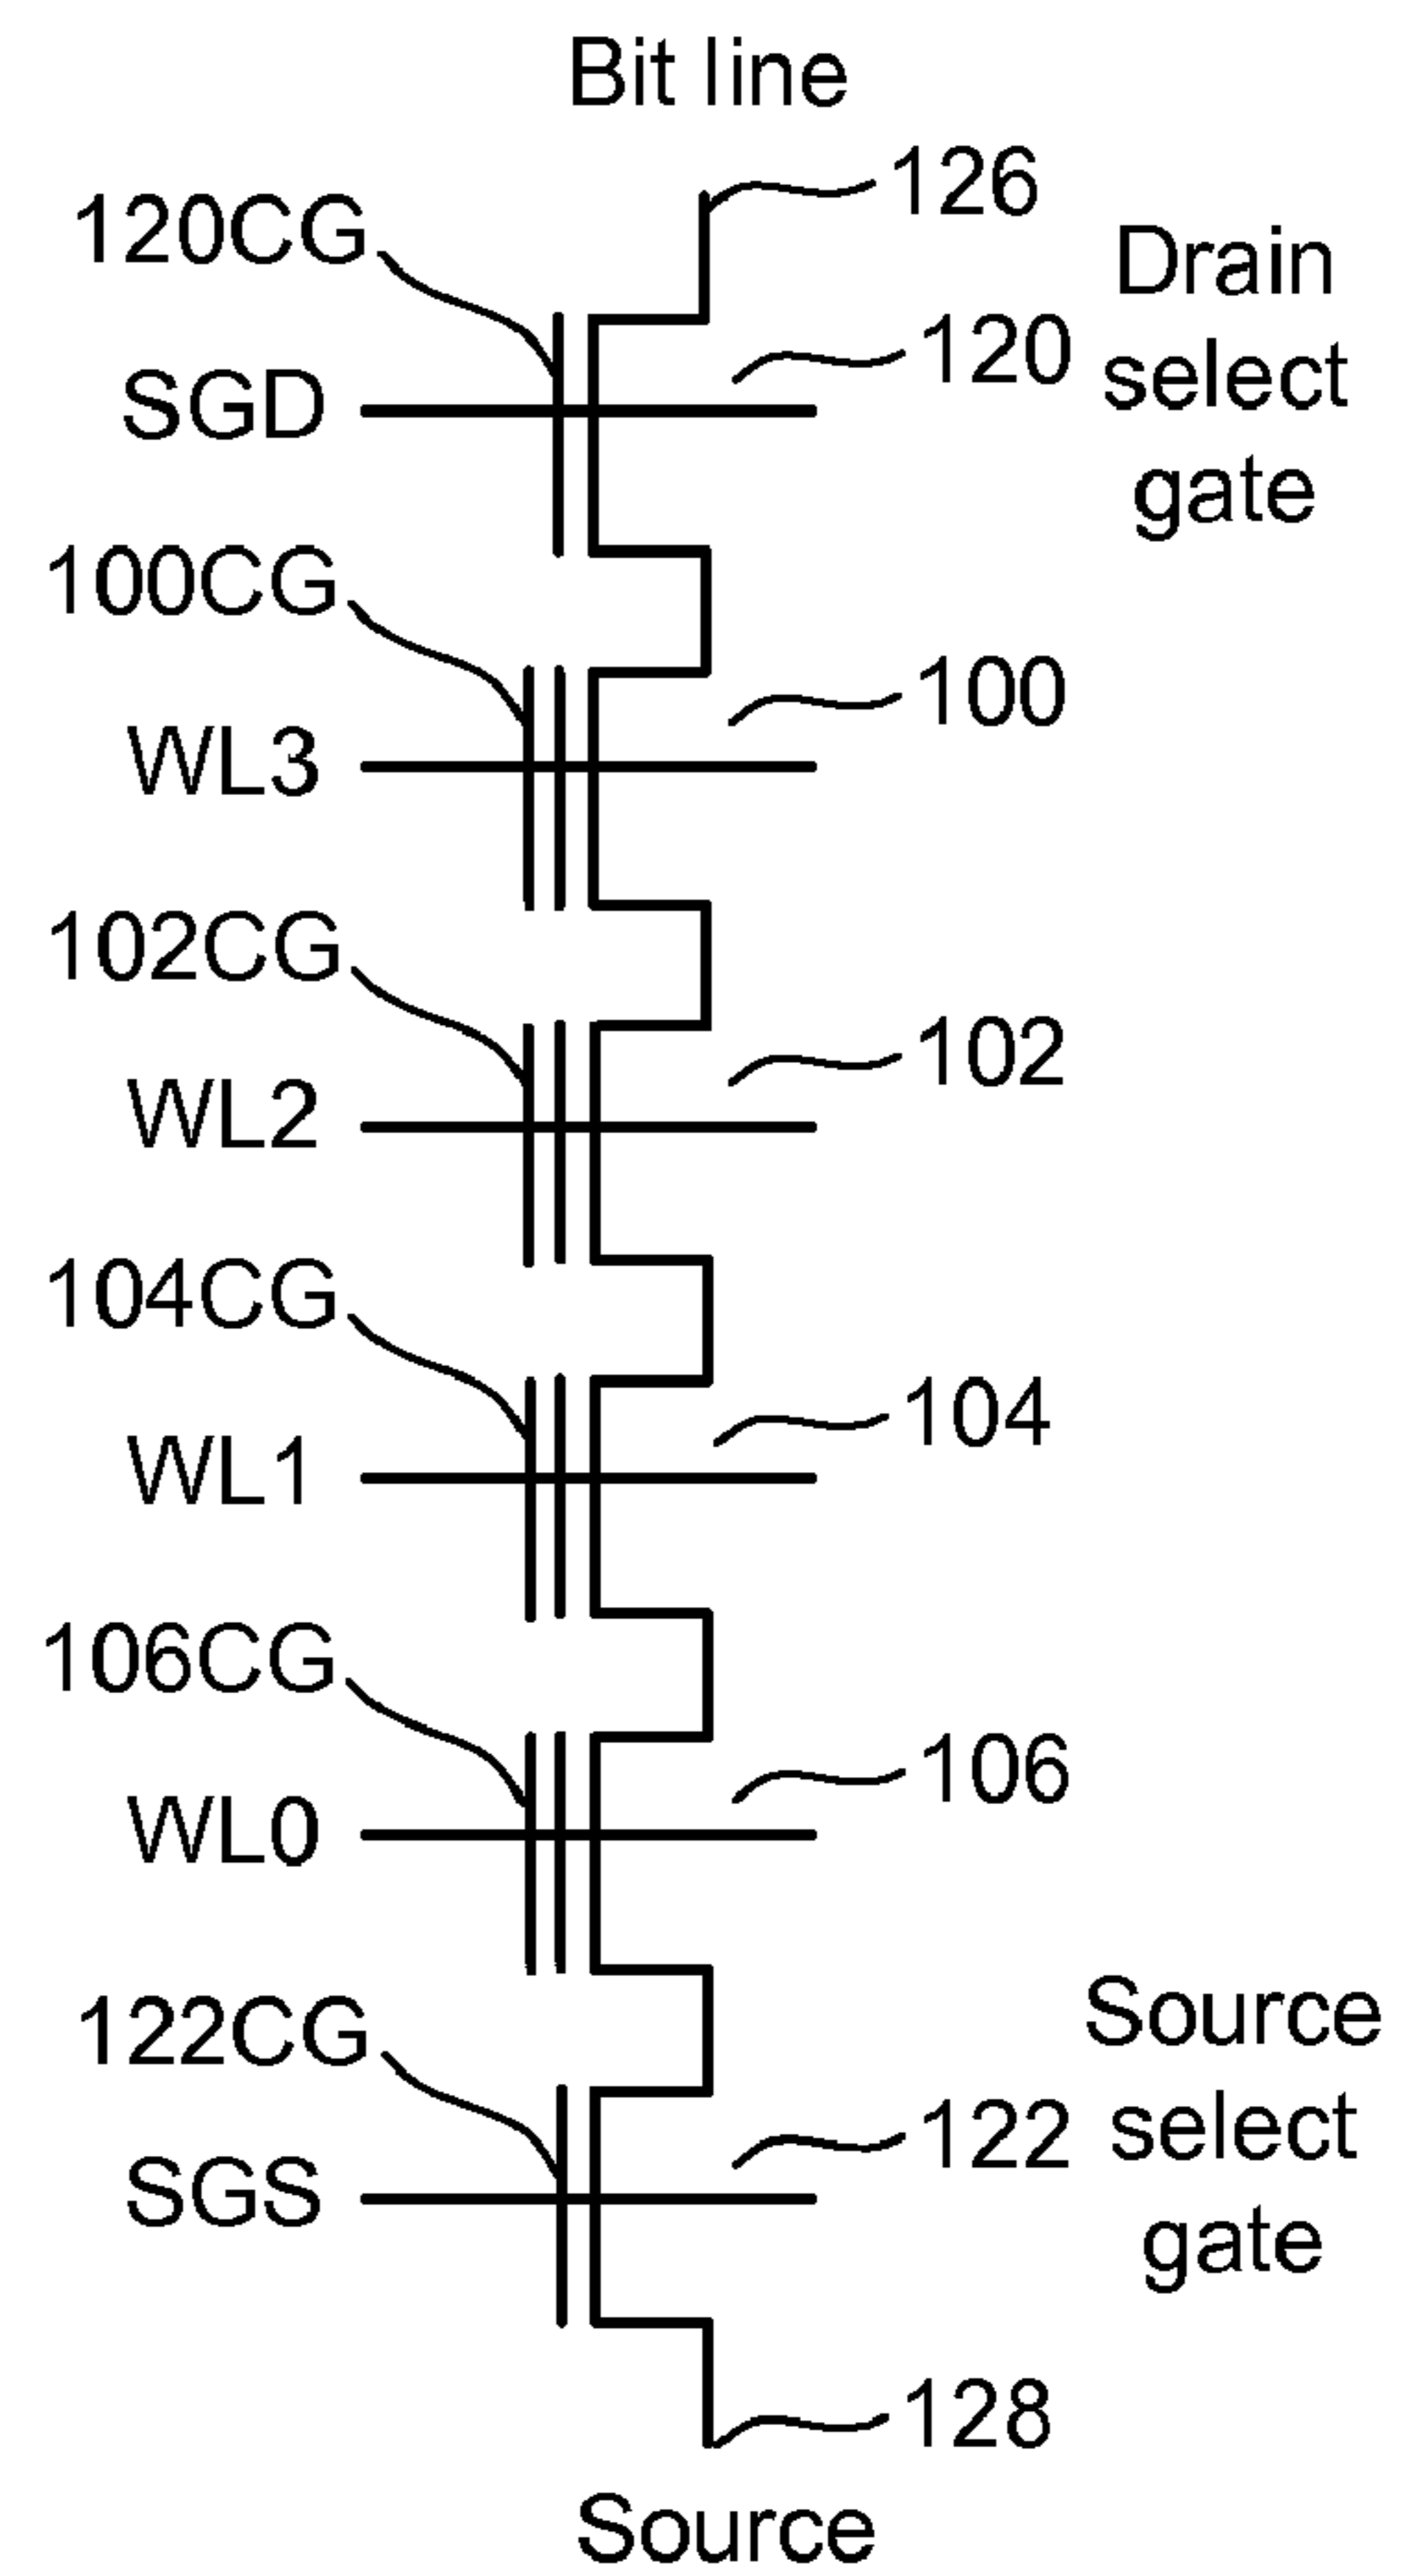 Bit line
126
120CG
Drain
select
gate
120
SGD
100CG
100
WL3
102CG
102
WL2
104CG
104
WL1
106CG
106
WL0
122CG
Source
select
gate
122
SGS
128
Source